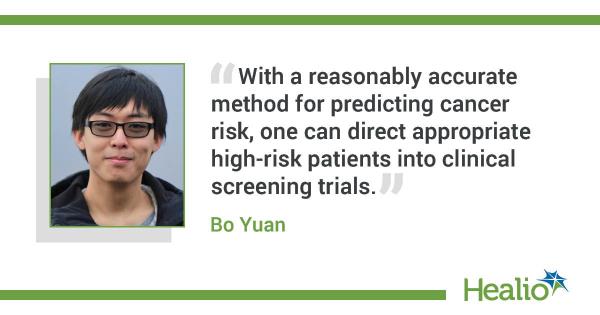 “With a reasonably accurate
method for predicting cancer
risk, one can direct appropriate
high-risk patients into clinical
screening trials.”
Bo Yuan
Healio